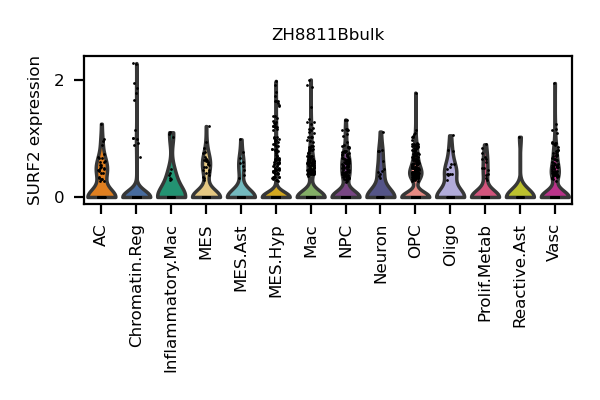 ZH8811Bbulk
SURF2 expression
2
0
AC
Chromatin.Reg
Inflammatory.Mac
MES
MES.Ast
MES.Hyp
Mac
NPC
Neuron
OPC
Oligo
Prolif.Metab
Reactive.Ast
Vasc